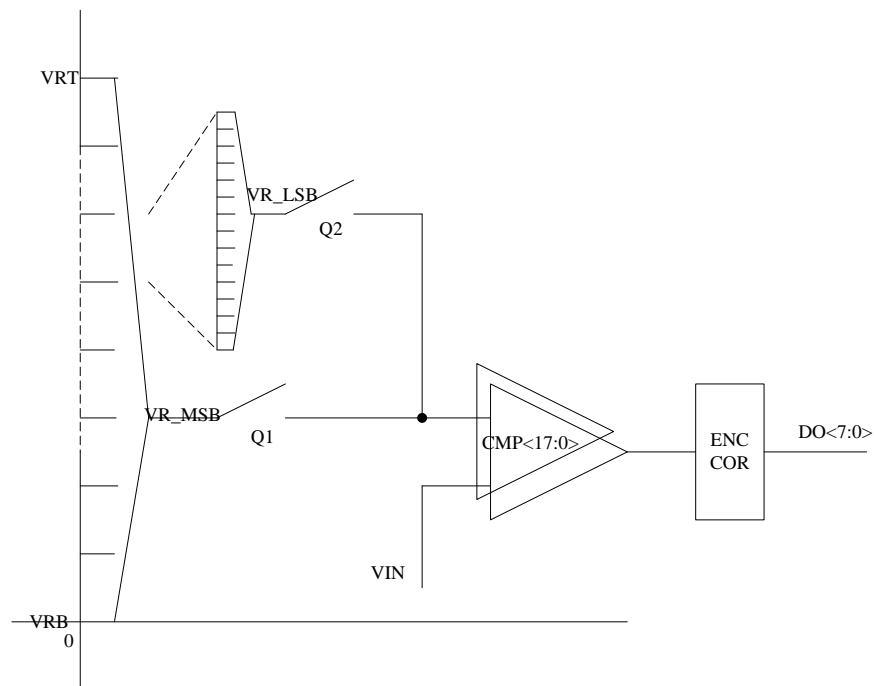 VRT
VR_LSB
Q2
VR_MSB
Q1
CMP<17:0>
ENC
COR
DO<7:0>
VIN
VRB
0